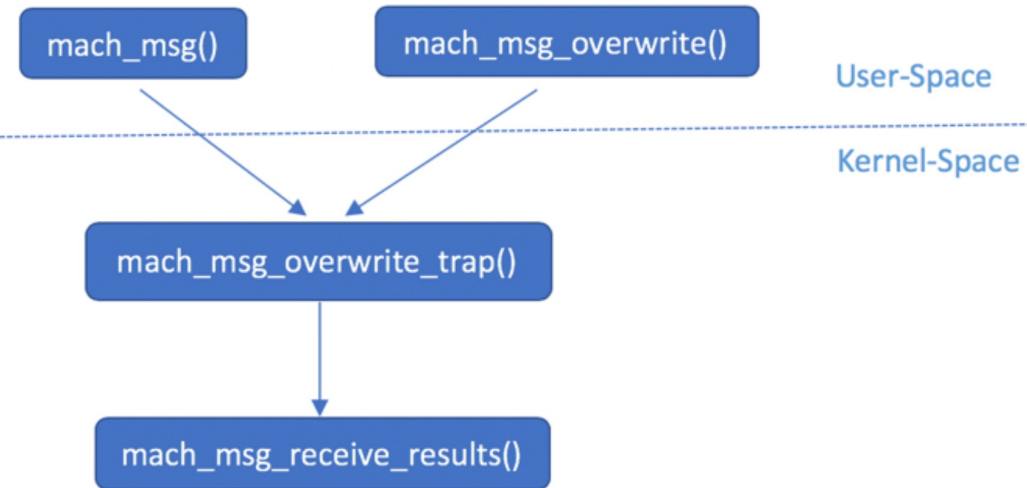 mach_msg()
mach_msg_overwrite()
User-Space
Kernel-Space
mach_msg_overwrite_trap()
mach_msg_receive_results()